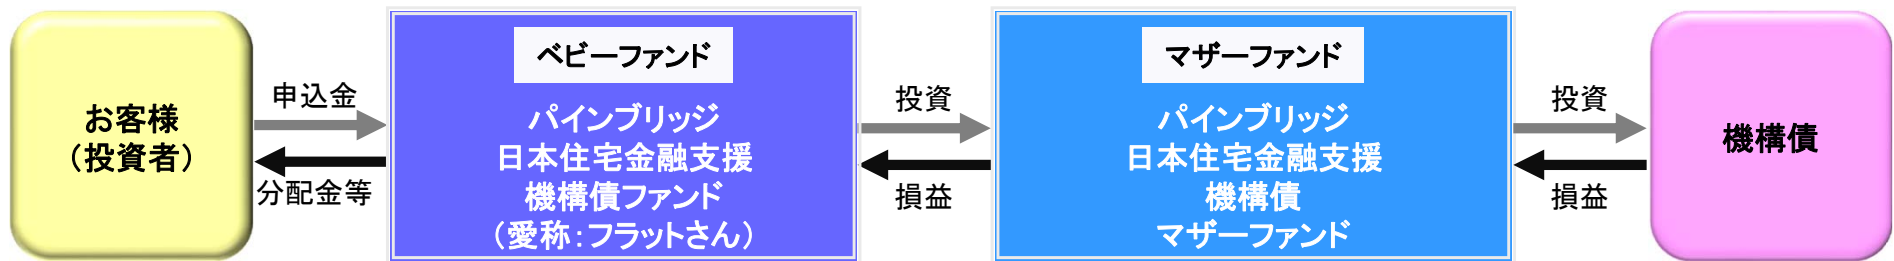 お客様
（投資者）
申込金
分配金等
ベビーファンド
パインブリッジ
日本住宅金融支援
機構債ファンド
（愛称：フラットさん）
投資
損益
マザーファンド
パインブリッジ
日本住宅金融支援
機構債
マザーファンド
投資
損益
機構債